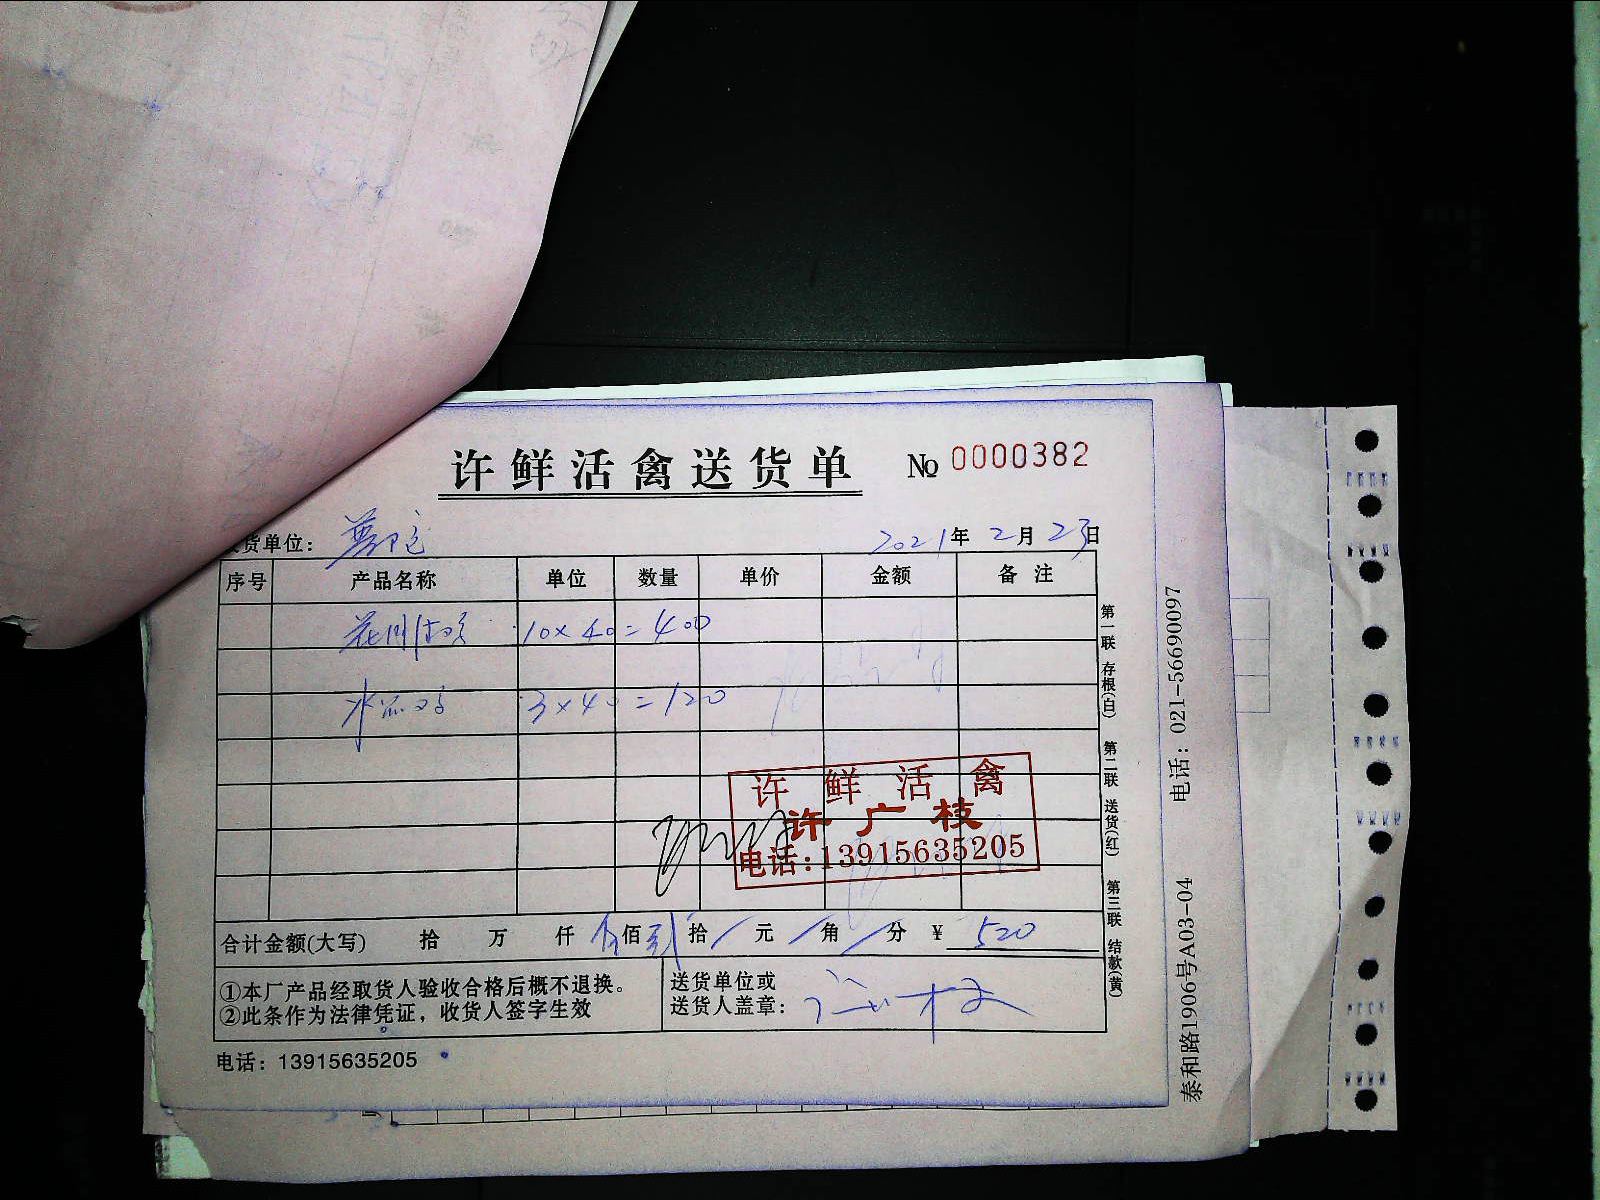 许鲜活禽送货单 No 0000382
货单位: 2021年 2月 23日
序号 产品名称 单位 数量 单价 金额 备注
10×40=400
水 3×40=120
许鲜活禽
许广枝
电话:13915635205
合计金额(大写) 拾 万 仟 伍佰 贰拾 / 元 / 角 / 分 ¥ 520
①本厂产品经取货人验收合格后概不退换。
②此条作为法律凭证，收货人签字生效
送货单位或
送货人盖章:
电话：13915635205
第一联 存根(白) 第二联 送货(红) 第三联 结款(黄)
泰和路1906号A03-04 电话：021-56690097